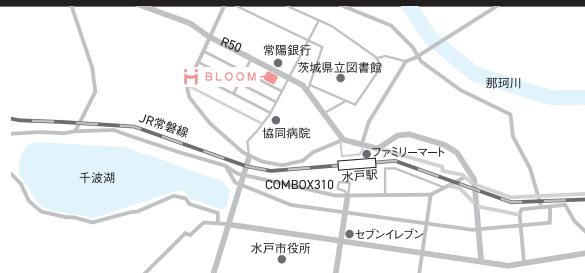 R50
常陽銀行
茨城県立図書館
BLOOM
那珂川
JR常磐線
協同病院
ファミリーマート
水戸駅
COMBOX310
千波湖
セブンイレブン
水戸市役所